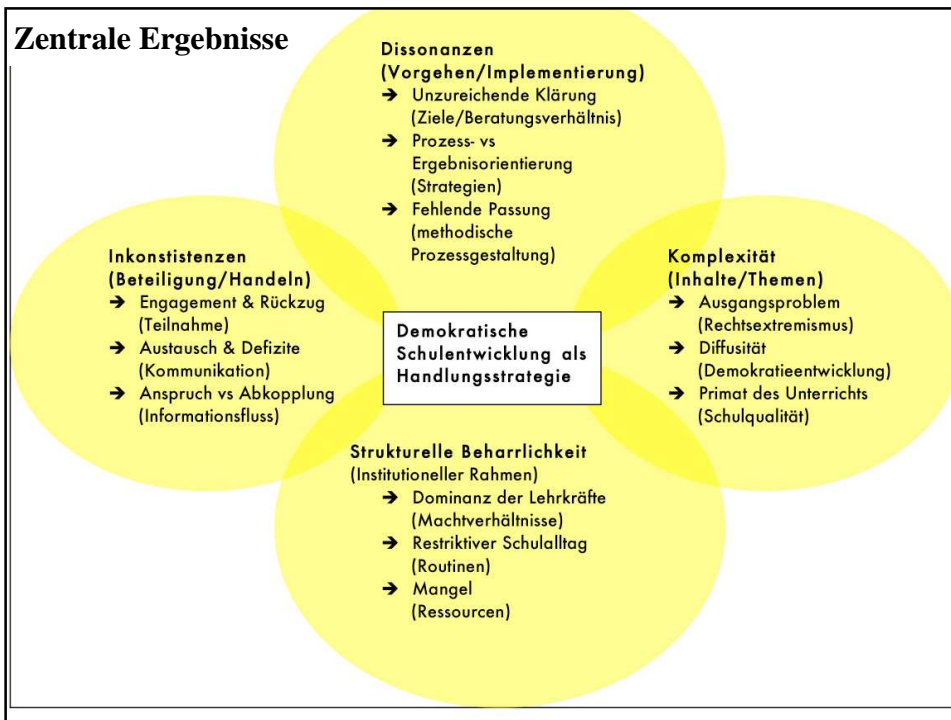 Zentrale Ergebnisse
Dissonanzen
(Vorgehen/Implementierung)
➔ Unzureichende Klärung
(Ziele/Beratungsverhältnis)
➔ Prozess- vs
Ergebnisorientierung
(Strategien)
➔ Fehlende Passung
(methodische
Prozessgestaltung)
Inkonstistenzen
(Beteiligung/Handeln)
➔ Engagement & Rückzug
(Teilnahme)
➔ Austausch & Defizite
(Kommunikation)
➔ Anspruch vs Abkopplung
(Informationsfluss)
Demokratische
Schulentwicklung als
Handlungsstrategie
Komplexität
(Inhalte/Themen)
➔ Ausgangsproblem
(Rechtsextremismus)
➔ Diffusität
(Demokratieentwicklung)
➔ Primat des Unterrichts
(Schulqualität)
Strukturelle Beharrlichkeit
(Institutioneller Rahmen)
➔ Dominanz der Lehrkräfte
(Machtverhältnisse)
➔ Restriktiver Schulalltag
(Routinen)
➔ Mangel
(Ressourcen)